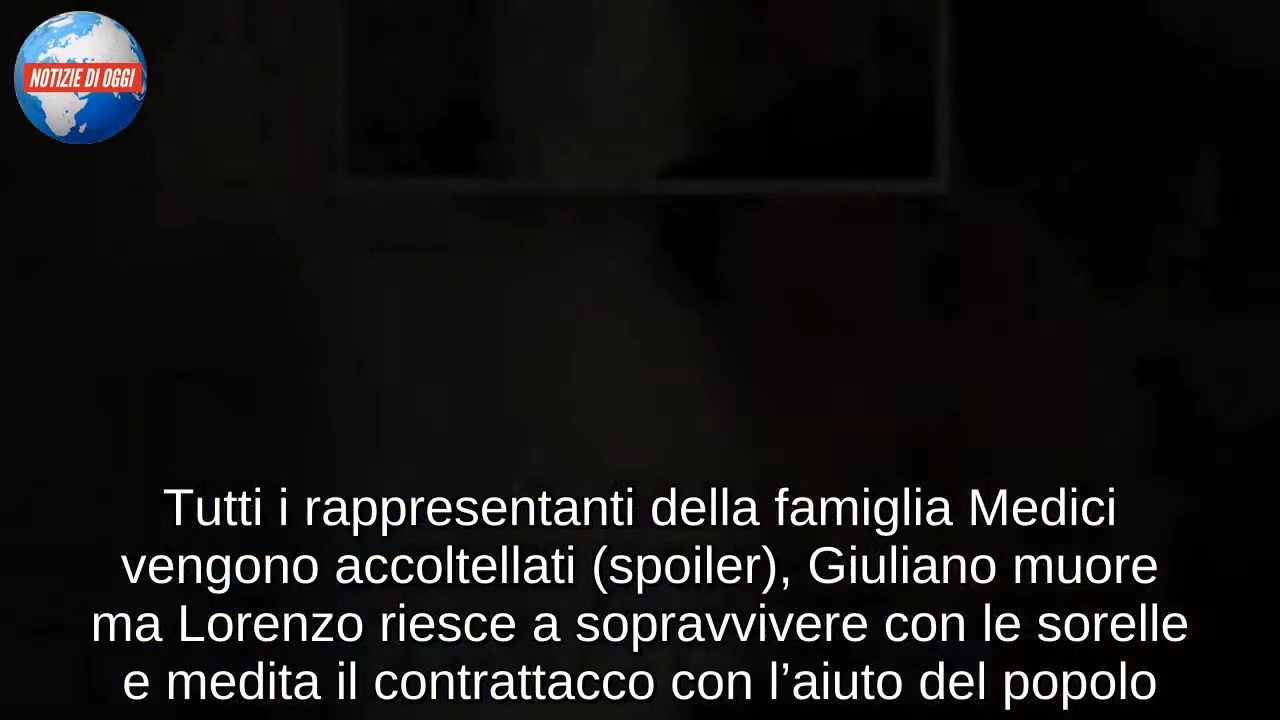 NOTIZIE DI OGGI
Tutti i rappresentanti della famiglia Medici
vengono accoltellati (spoiler), Giuliano muore
ma Lorenzo riesce a sopravvivere con le sorelle
e medita il contrattacco con l’aiuto del popolo